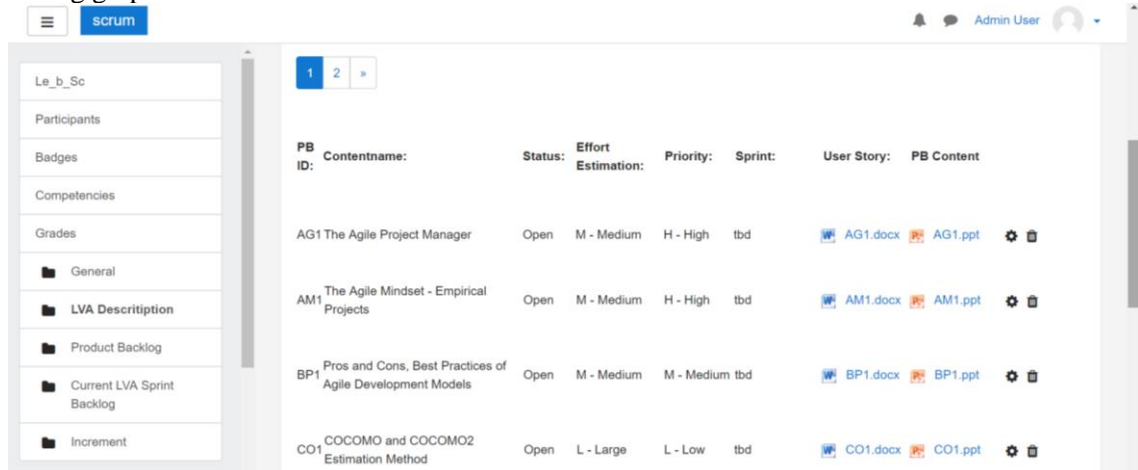 scrum
Admin User
Le_b_Sc
Participants
Badges
Competencies
Grades
General
LVA Descritiption
Product Backlog
Current LVA Sprint
Backlog
Increment
1 2 »
PB ID: Contentname: Status: Effort Estimation: Priority: Sprint: User Story: PB Content
AG1 The Agile Project Manager Open M - Medium H - High tbd AG1.docx AG1.ppt
AM1 The Agile Mindset - Empirical
Projects Open M - Medium H - High tbd AM1.docx AM1.ppt
BP1 Pros and Cons, Best Practices of
Agile Development Models Open M - Medium M - Medium tbd BP1.docx BP1.ppt
CO1 COCOMO and COCOMO2
Estimation Method Open L - Large L - Low tbd CO1.docx CO1.ppt